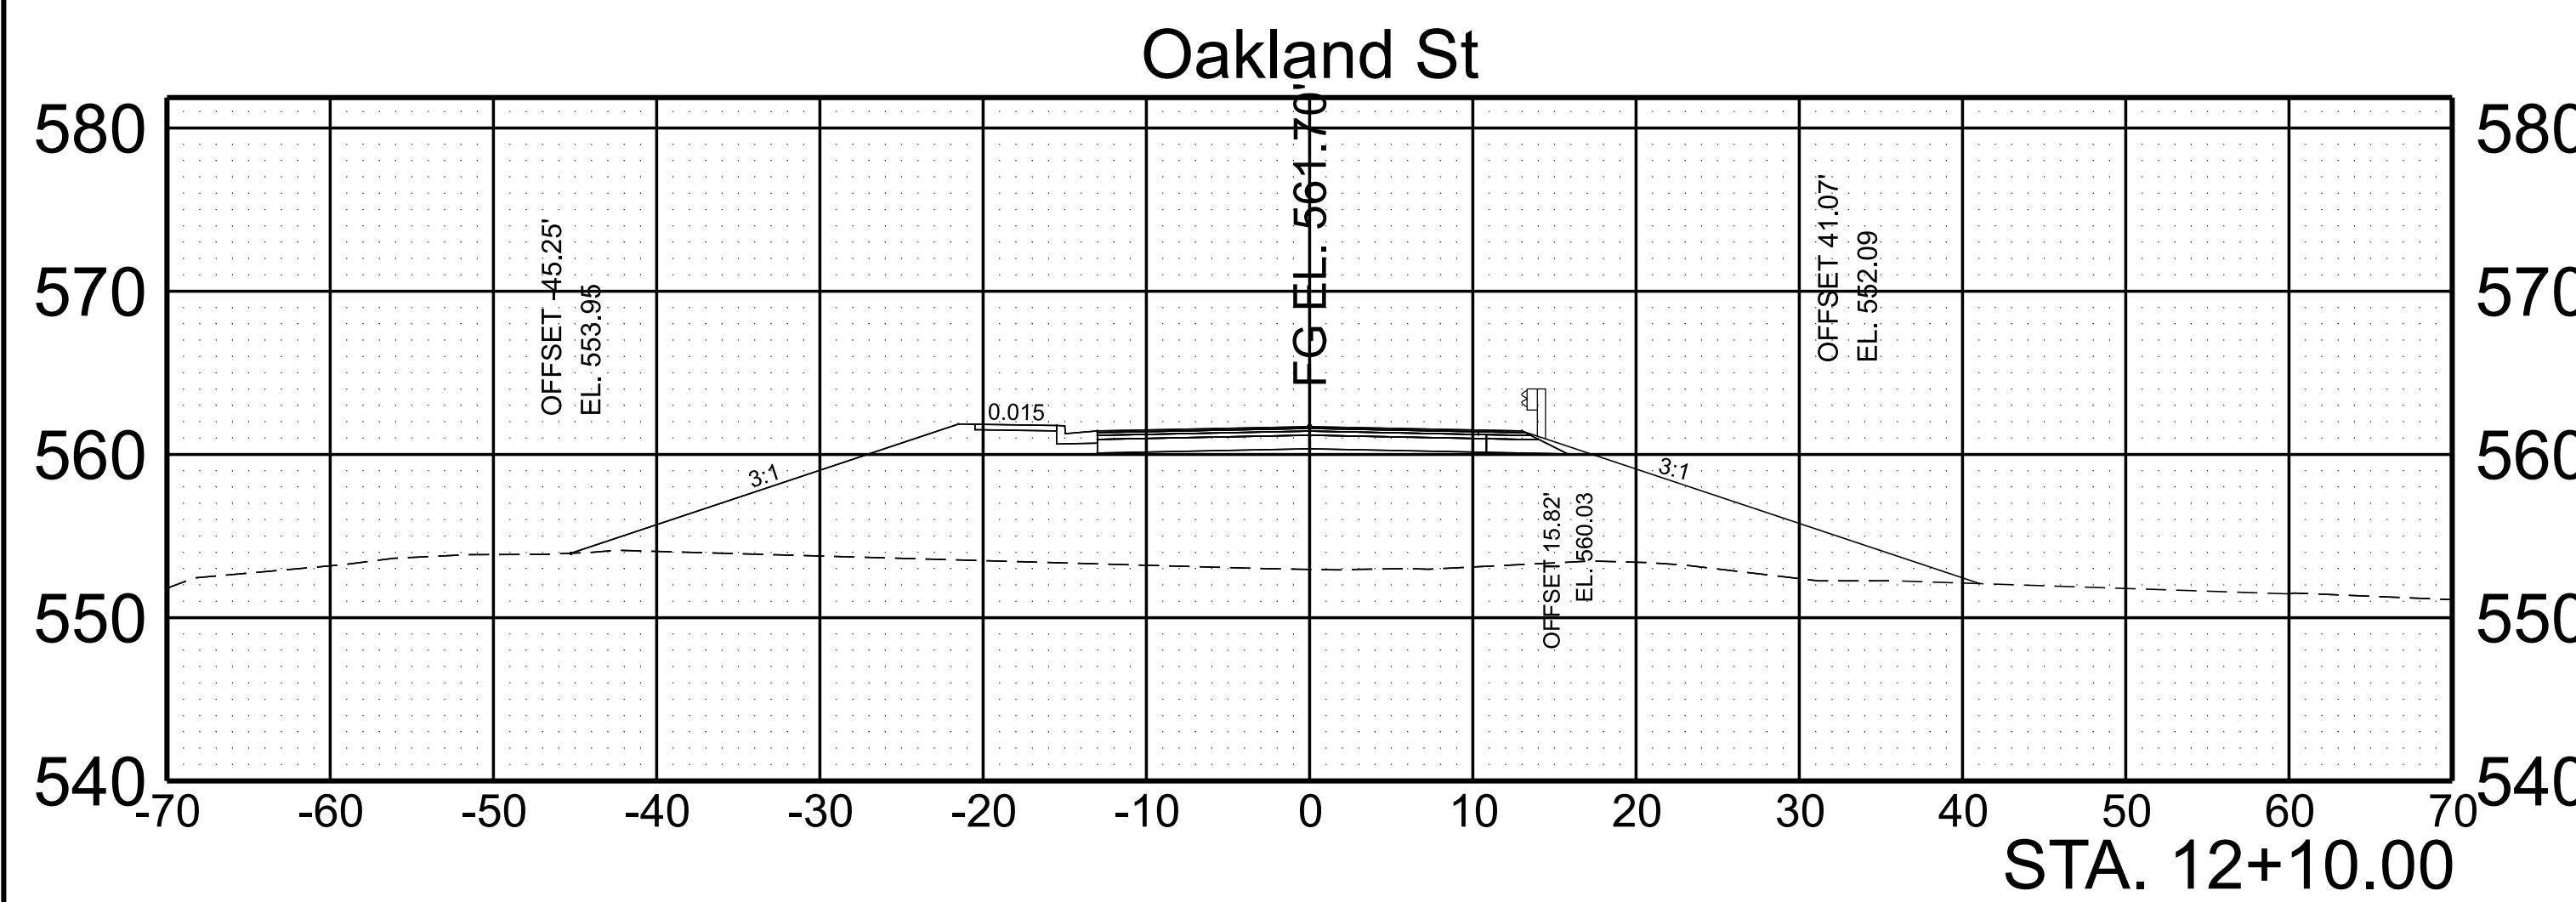 Oakland St
580
580
570
570
560
560
550
550
540
540
FG EL. 561.70'
OFFSET -45.25'
EL. 553.95
OFFSET 41.07'
EL. 552.09
0.015
3:1
3:1
OFFSET 15.82'
EL. 560.03
-70 -60 -50 -40 -30 -20 -10 0 10 20 30 40 50 60 70
STA. 12+10.00